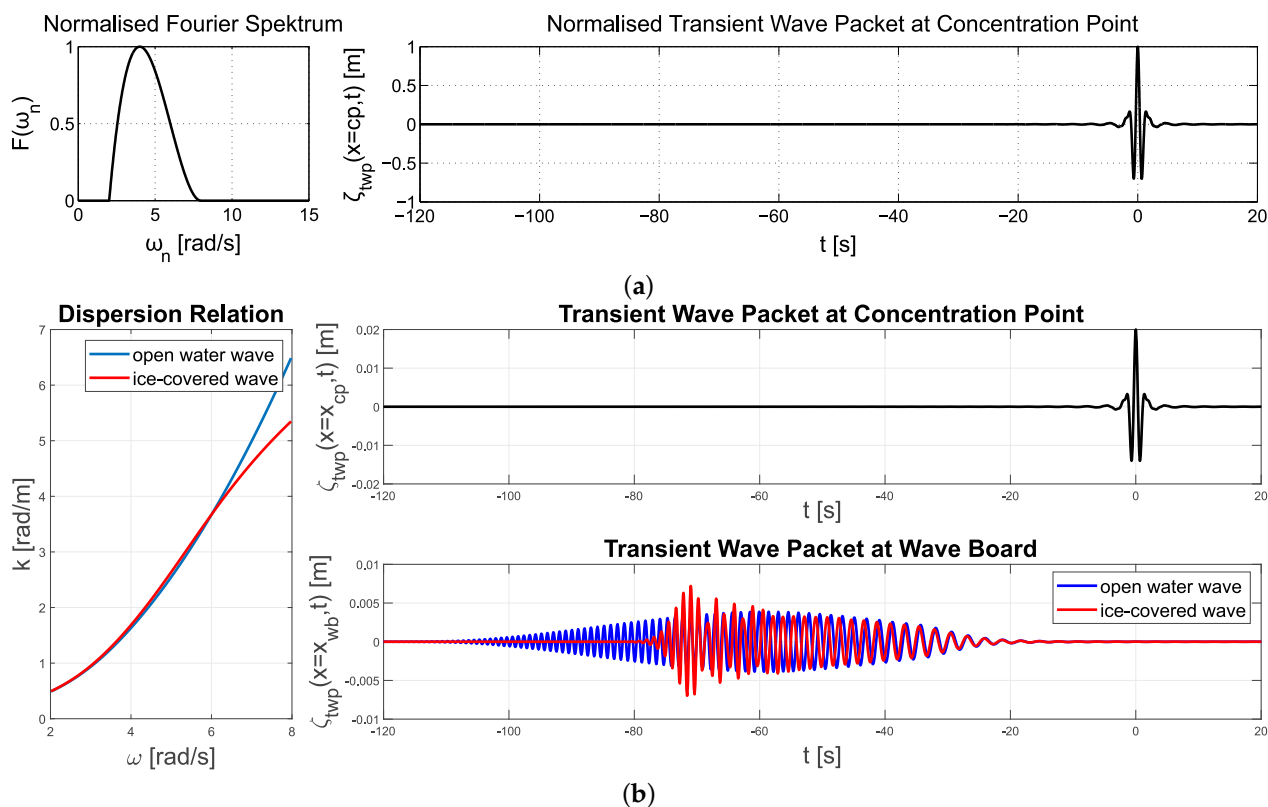 Normalised Fourier Spektrum
1
0.5
0
F(ω_n)
0 5 10 15
ω_n [rad/s]
Normalised Transient Wave Packet at Concentration Point
1
0.5
0
−0.5
−1
ζ_twp(x=cp,t) [m]
−120 −100 −80 −60 −40 −20 0 20
t [s]
(a)
Dispersion Relation
7
6
5
4
3
2
1
0
k [rad/m]
open water wave
ice-covered wave
2 4 6 8
ω [rad/s]
Transient Wave Packet at Concentration Point
0.02
0.01
0
-0.01
-0.02
ζ_twp(x=x_cp,t) [m]
-120 -100 -80 -60 -40 -20 0 20
t [s]
Transient Wave Packet at Wave Board
0.01
0.005
0
-0.005
-0.01
ζ_twp(x=x_wb,t) [m]
open water wave
ice-covered wave
-120 -100 -80 -60 -40 -20 0 20
t [s]
(b)